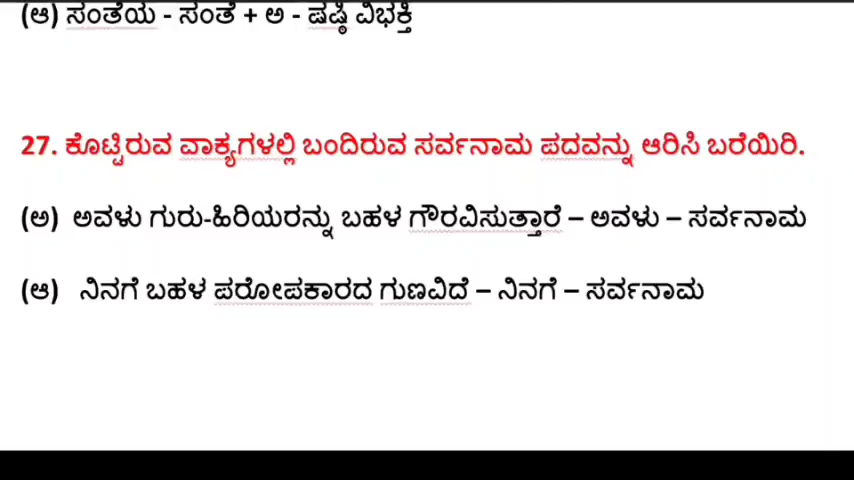 (ಆ) ಸಂತೆಯ - ಸಂತೆ + ಅ - ಷಷ್ಠಿ ವಿಭಕ್ತಿ
27. ಕೊಟ್ಟಿರುವ ವಾಕ್ಯಗಳಲ್ಲಿ ಬಂದಿರುವ ಸರ್ವನಾಮ ಪದವನ್ನು ಆರಿಸಿ ಬರೆಯಿರಿ.
(ಅ) ಅವಳು ಗುರು-ಹಿರಿಯರನ್ನು ಬಹಳ ಗೌರವಿಸುತ್ತಾರೆ – ಅವಳು – ಸರ್ವನಾಮ
(ಆ) ನಿನಗೆ ಬಹಳ ಪರೋಪಕಾರದ ಗುಣವಿದೆ – ನಿನಗೆ – ಸರ್ವನಾಮ